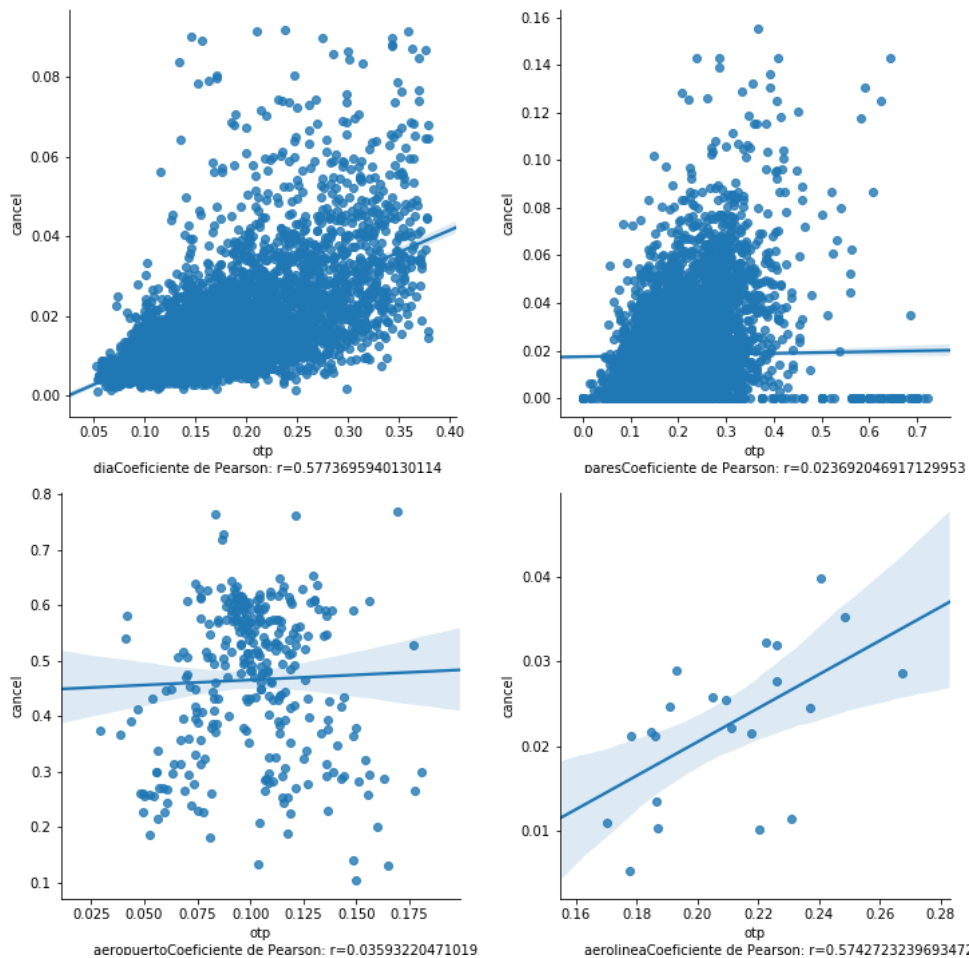 0.08
0.06
0.04
0.02
0.00
cancel
0.05 0.10 0.15 0.20 0.25 0.30 0.35 0.40
otp
diaCoeficiente de Pearson: r=0.5773695940130114
0.16
0.14
0.12
0.10
0.08
0.06
0.04
0.02
0.00
cancel
0.0 0.1 0.2 0.3 0.4 0.5 0.6 0.7
otp
paresCoeficiente de Pearson: r=0.023692046917129953
0.8
0.7
0.6
0.5
0.4
0.3
0.2
0.1
cancel
0.025 0.050 0.075 0.100 0.125 0.150 0.175
otp
aeropuertoCoeficiente de Pearson: r=0.03593220471019
0.04
0.03
0.02
0.01
cancel
0.16 0.18 0.20 0.22 0.24 0.26 0.28
otp
aerolineaCoeficiente de Pearson: r=0.5742723239693472